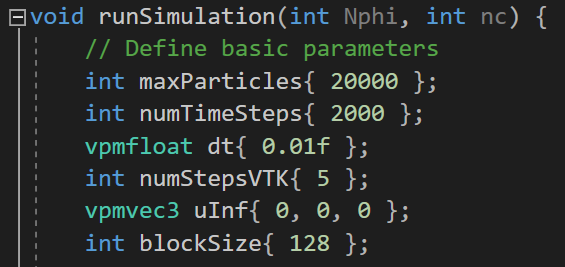 void runSimulation(int Nphi, int nc) {
// Define basic parameters
int maxParticles{ 20000 };
int numTimeSteps{ 2000 };
vpmfloat dt{ 0.01f };
int numStepsVTK{ 5 };
vpmvec3 uInf{ 0, 0, 0 };
int blockSize{ 128 };